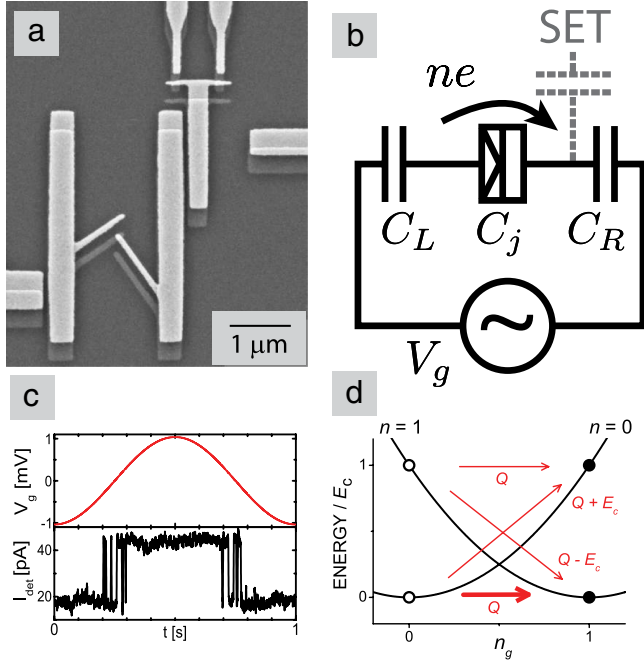 a
1 μm
b
SET
ne
C_L
C_j
C_R
V_g
c
V_g [mV]
1
0
-1
I_det [pA]
40
20
0
t [s]
1
d
n = 1
n = 0
ENERGY / E_c
1
0
Q
Q + E_c
Q - E_c
Q
0
n_g
1